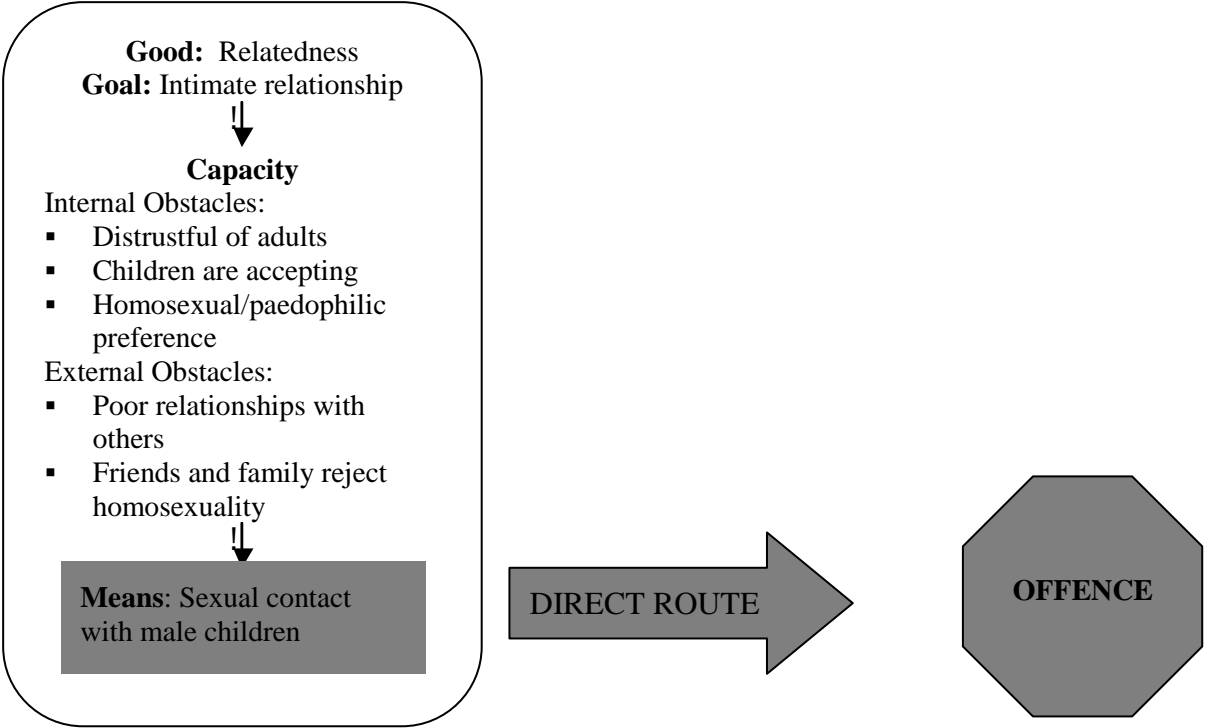 Good: Relatedness
Goal: Intimate relationship
!
Capacity
Internal Obstacles:
▪ Distrustful of adults
▪ Children are accepting
▪ Homosexual/paedophilic
preference
External Obstacles:
▪ Poor relationships with
others
▪ Friends and family reject
homosexuality
!
Means: Sexual contact
with male children
DIRECT ROUTE
OFFENCE